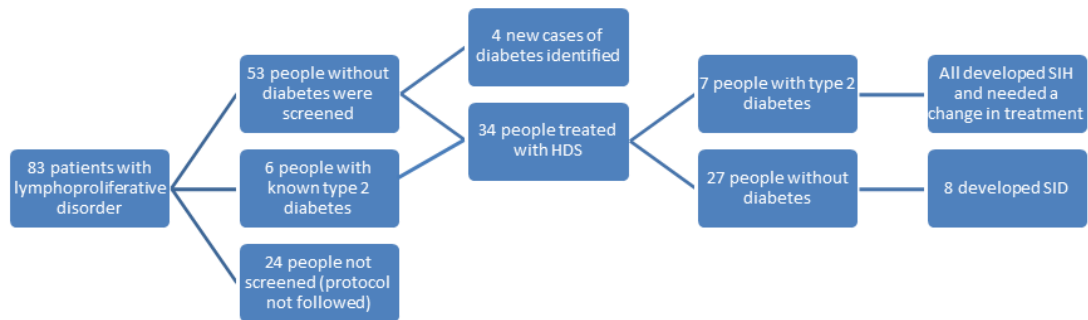 83 patients with
lymphoproliferative
disorder
53 people without
diabetes were
screened
6 people with
known type 2
diabetes
24 people not
screened (protocol
not followed)
4 new cases of
diabetes identified
34 people treated
with HDS
7 people with type 2
diabetes
27 people without
diabetes
All developed SIH
and needed a
change in treatment
8 developed SID